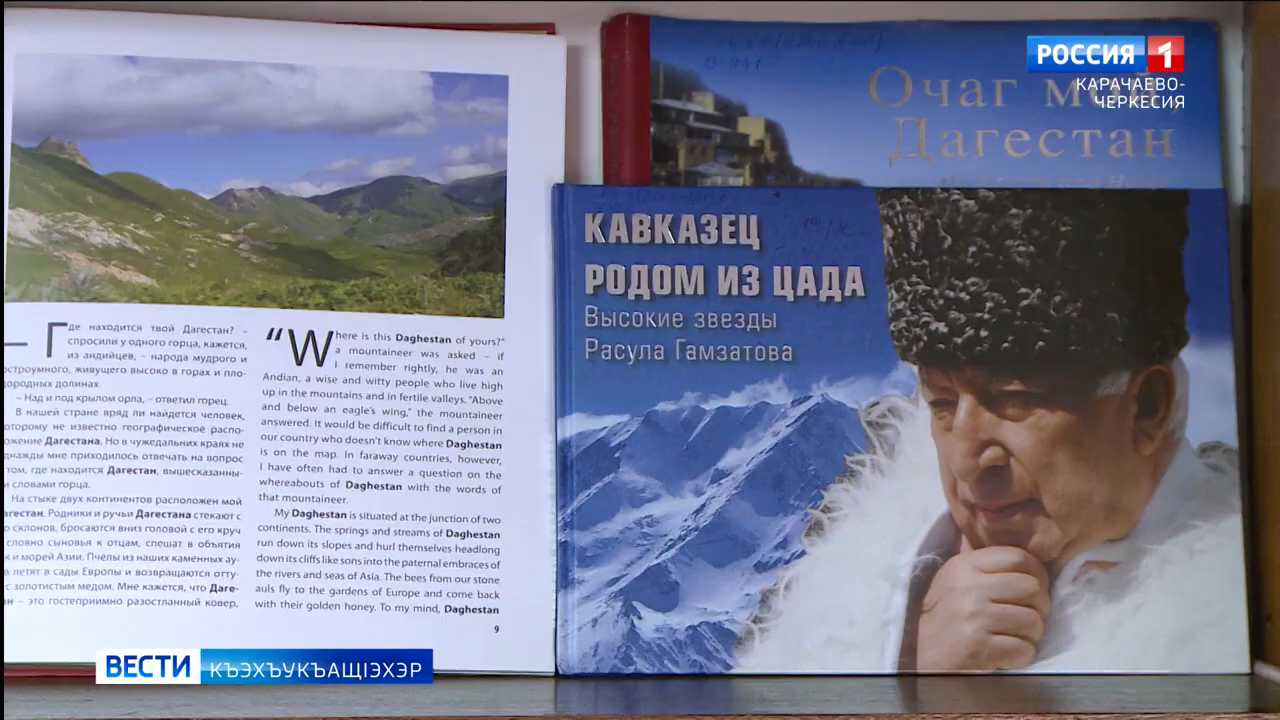 РОССИЯ 1
КАРАЧАЕВО-
ЧЕРКЕСИЯ
Очаг мой
Дагестан
КАВКАЗЕЦ
РОДОМ ИЗ ЦАДА
Высокие звезды
Расула Гамзатова
Где находится твой Дагестан? –
спросили у одного горца, кажется,
из андийцев, – народа мудрого и
остроумного, живущего высоко в горах и пло-
дородных долинах.
– Над и под крылом орла, – ответил горец.
В нашей стране вряд ли найдется человек,
которому не известно географическое распо-
ожение Дагестана. Но в чужедальних краях не
днажды мне приходилось отвечать на вопрос
том, где находится Дагестан, вышесказанны-
и словами горца.
На стыке двух континентов расположен мой
агестан. Родники и ручьи Дагестана стекают с
о склонов, бросаются вниз головой с его круч
словно сыновья к отцам, спешат в объятия
к и морей Азии. Пчелы из наших каменных ау-
в летят в сады Европы и возвращаются отту-
с золотистым медом. Мне кажется, что Даге-
н – это гостеприимно разостланный ковер,
“Where is this Daghestan of yours?”
a mountaineer was asked – if
I remember rightly, he was an
Andian, a wise and witty people who live high
up in the mountains and in fertile valleys. “Above
and below an eagle’s wing,” the mountaineer
answered. It would be difficult to find a person in
our country who doesn’t know where Daghestan
is on the map. In faraway countries, however,
I have often had to answer a question on the
whereabouts of Daghestan with the words of
that mountaineer.
My Daghestan is situated at the junction of two
continents. The springs and streams of Daghestan
run down its slopes and hurl themselves headlong
down its cliffs like sons into the paternal embraces of
the rivers and seas of Asia. The bees from our stone
auls fly to the gardens of Europe and come back
with their golden honey. To my mind, Daghestan
9
ВЕСТИ КЪЭХЪУКЪАЩIЭХЭР